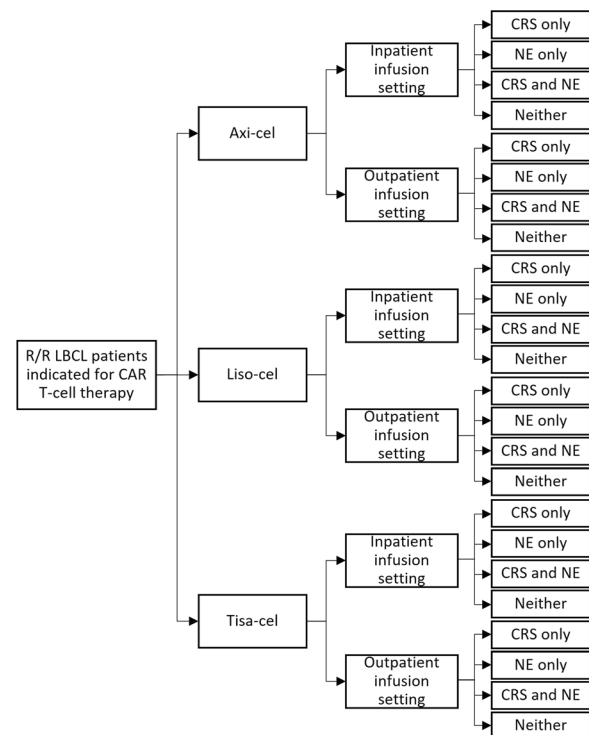 R/R LBCL patients
indicated for CAR
T-cell therapy
Axi-cel
Inpatient
infusion
setting
CRS only
NE only
CRS and NE
Neither
Outpatient
infusion
setting
CRS only
NE only
CRS and NE
Neither
Liso-cel
Inpatient
infusion
setting
CRS only
NE only
CRS and NE
Neither
Outpatient
infusion
setting
CRS only
NE only
CRS and NE
Neither
Tisa-cel
Inpatient
infusion
setting
CRS only
NE only
CRS and NE
Neither
Outpatient
infusion
setting
CRS only
NE only
CRS and NE
Neither